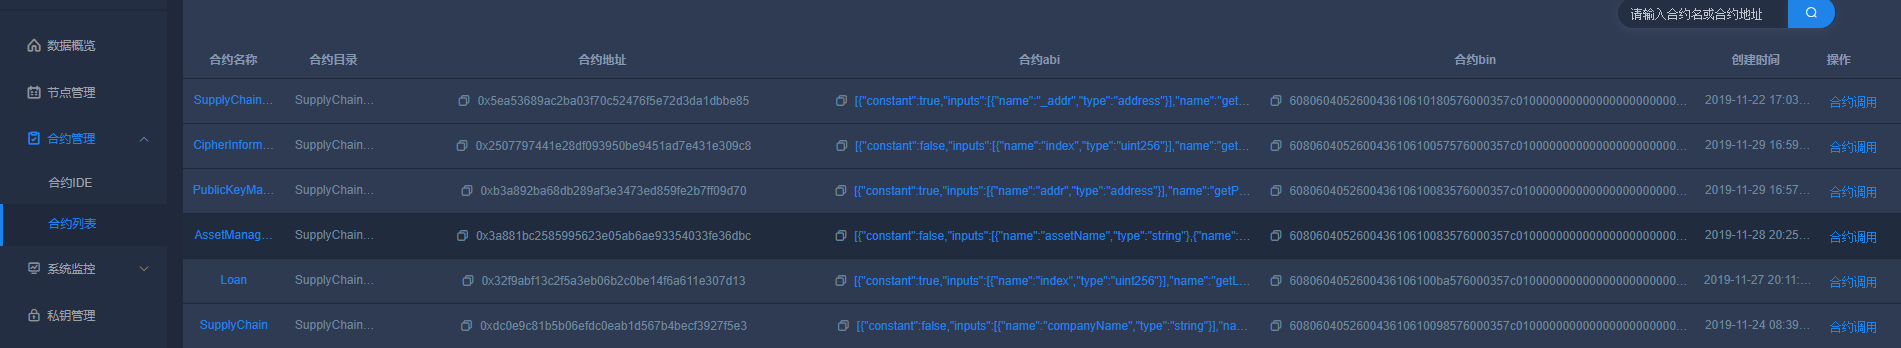 请输入合约名或合约地址
数据概览
节点管理
合约管理
合约IDE
合约列表
系统监控
私钥管理
合约名称 合约目录 合约地址 合约abi 合约bin 创建时间 操作
SupplyChain... SupplyChain... 0x5ea53689ac2ba03f70c52476f5e72d3da1dbbe85 [{"constant":true,"inputs":[{"name":"_addr","type":"address"}],"name":"get... 60806040526004361061018057600035​7c01000000000000000000000000... 2019-11-22 17:03... 合约调用
CipherInform... SupplyChain... 0x2507797441e28df093950be9451ad7e431e309c8 [{"constant":false,"inputs":[{"name":"index","type":"uint256"}],"name":"get... 608060405260043610610057576000357c01000000000000000000000000... 2019-11-29 16:59... 合约调用
PublicKeyMa... SupplyChain... 0xb3a892ba68db289af3e3473ed859fe2b7ff09d70 [{"constant":true,"inputs":[{"name":"addr","type":"address"}],"name":"getP... 608060405260043610610083576000357c01000000000000000000000000... 2019-11-29 16:57... 合约调用
AssetManag... SupplyChain... 0x3a881bc2585995623e05ab6ae93354033fe36dbc [{"constant":false,"inputs":[{"name":"assetName","type":"string"},{"name":... 608060405260043610610083576000357c01000000000000000000000000... 2019-11-28 20:25... 合约调用
Loan SupplyChain... 0x32f9abf13c2f5a3eb06b2c0be14f6a611e307d13 [{"constant":true,"inputs":[{"name":"index","type":"uint256"}],"name":"getL... 6080604052600436106100ba576000357c01000000000000000000000000... 2019-11-27 20:11:... 合约调用
SupplyChain SupplyChain... 0xdc0e9c81b5b06efdc0eab1d567b4becf3927f5e3 [{"constant":false,"inputs":[{"name":"companyName","type":"string"}],"na... 608060405260043610610098576000357c01000000000000000000000000... 2019-11-24 08:39... 合约调用